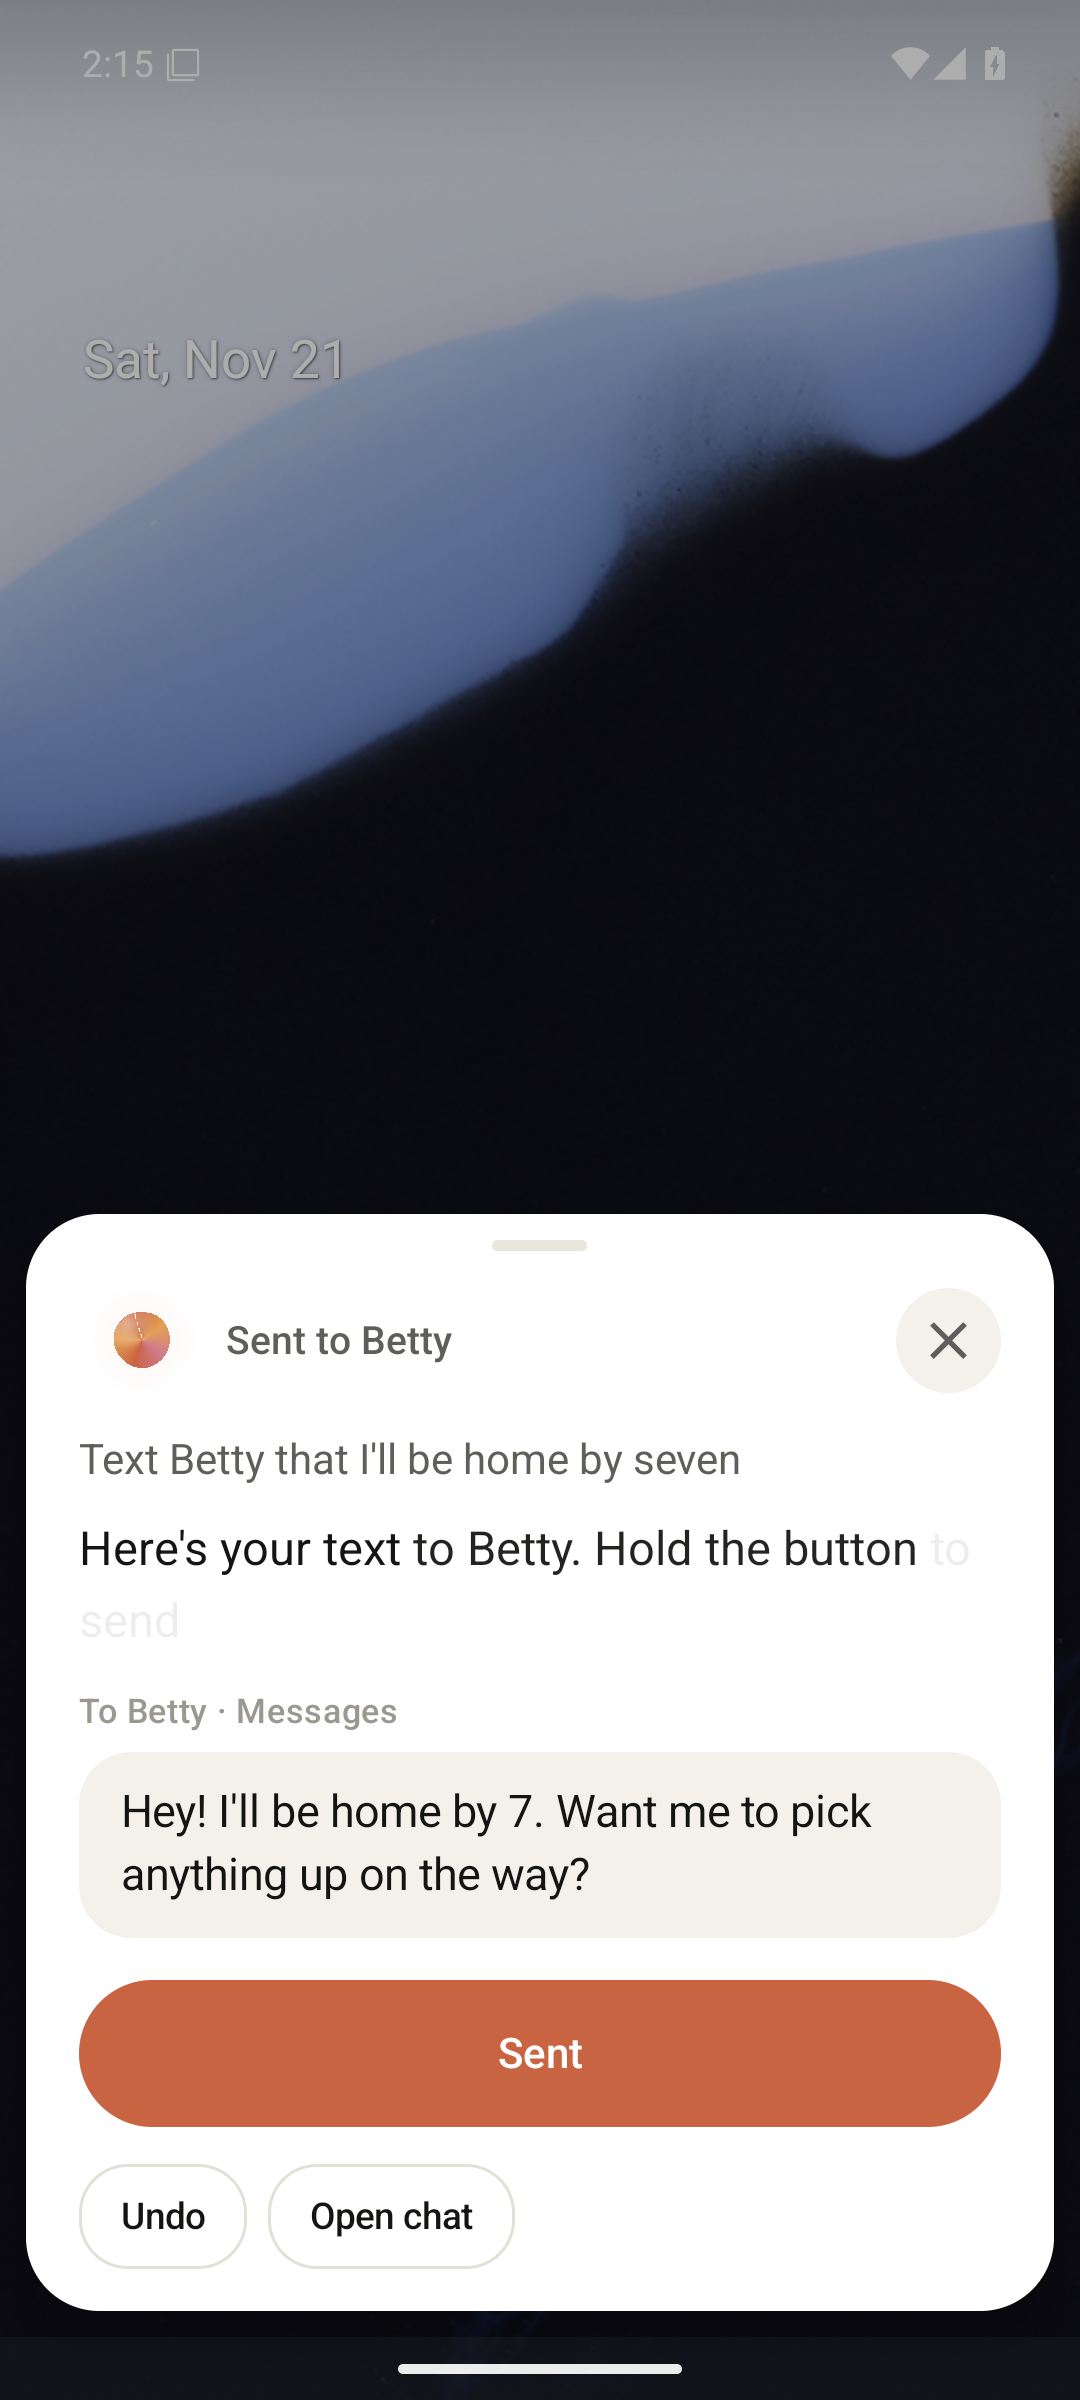 2:15
Sat, Nov 21
Sent to Betty
Text Betty that I'll be home by seven
Here's your text to Betty. Hold the button to
send
To Betty · Messages
Hey! I'll be home by 7. Want me to pick
anything up on the way?
Sent
Undo
Open chat